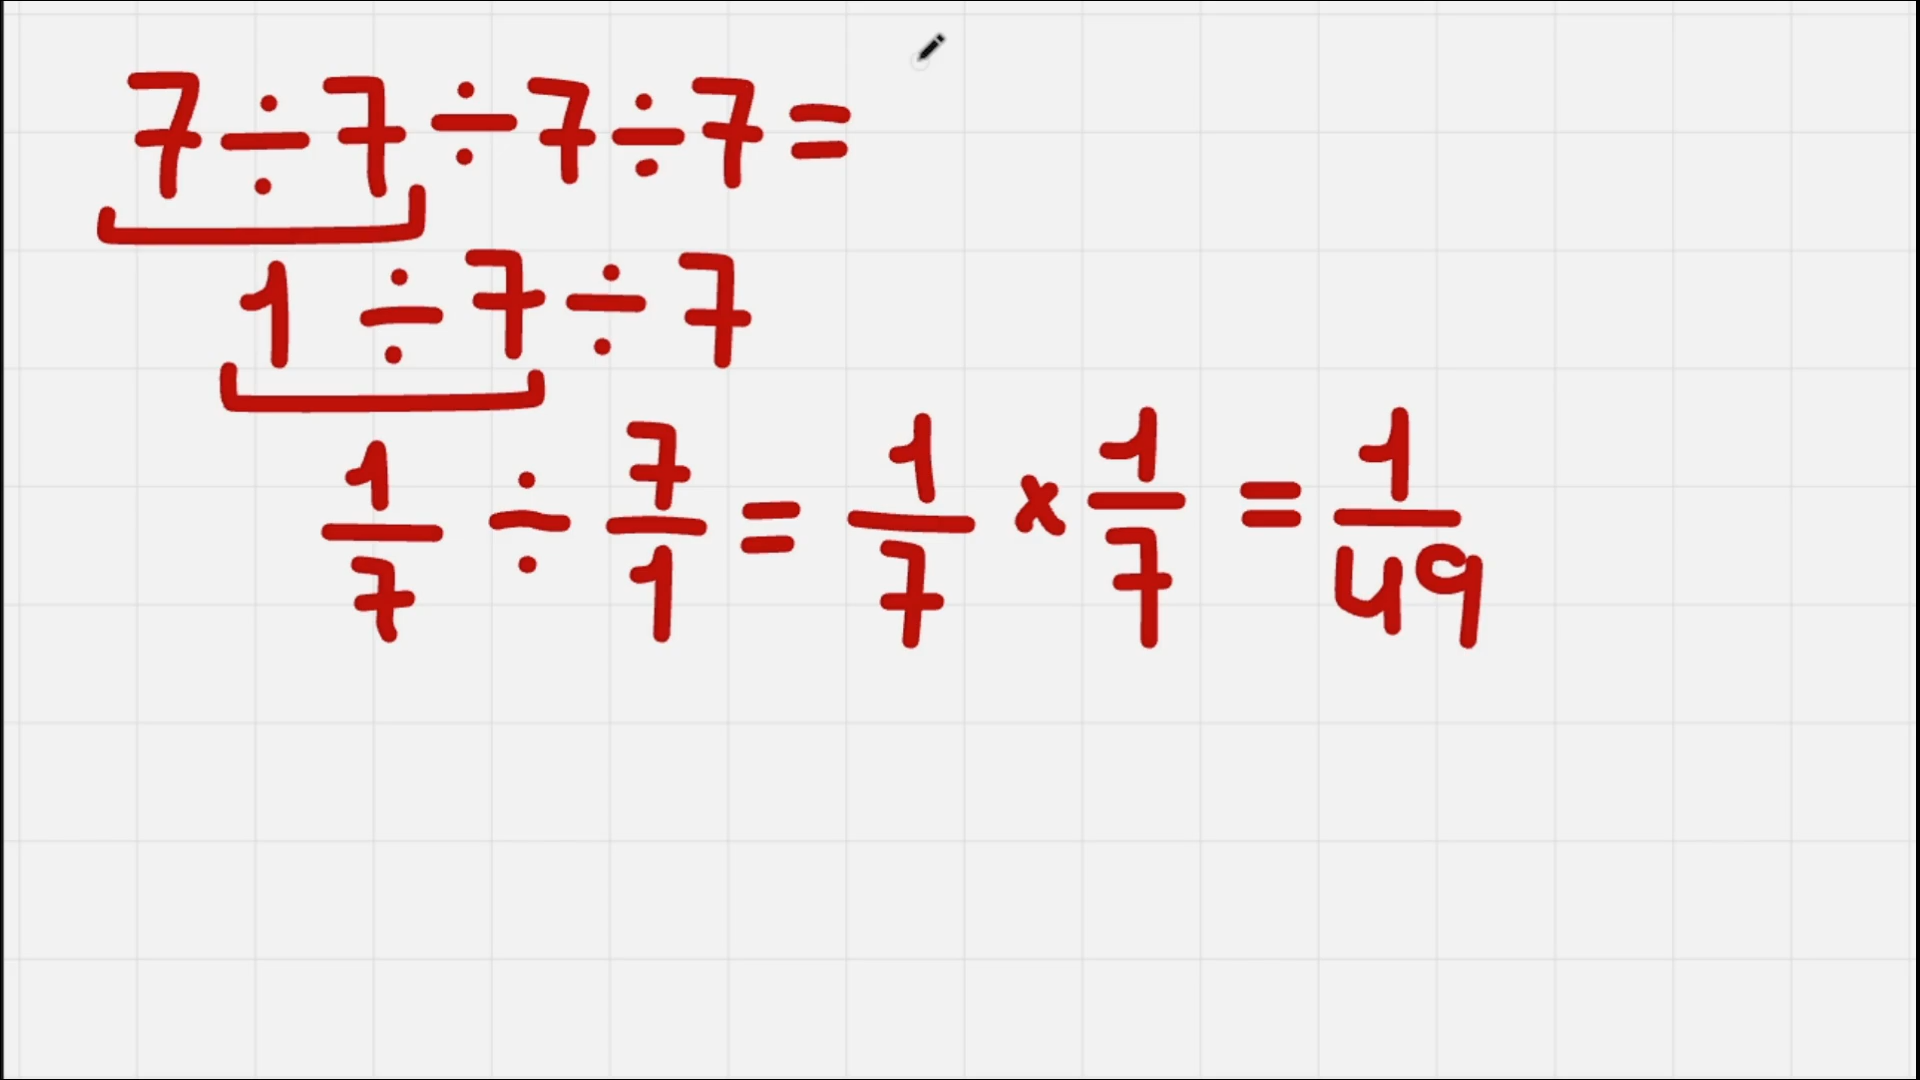 7÷7÷7÷7=
1÷7÷7
1/7 ÷ 7/1 = 1/7 × 1/7 = 1/49